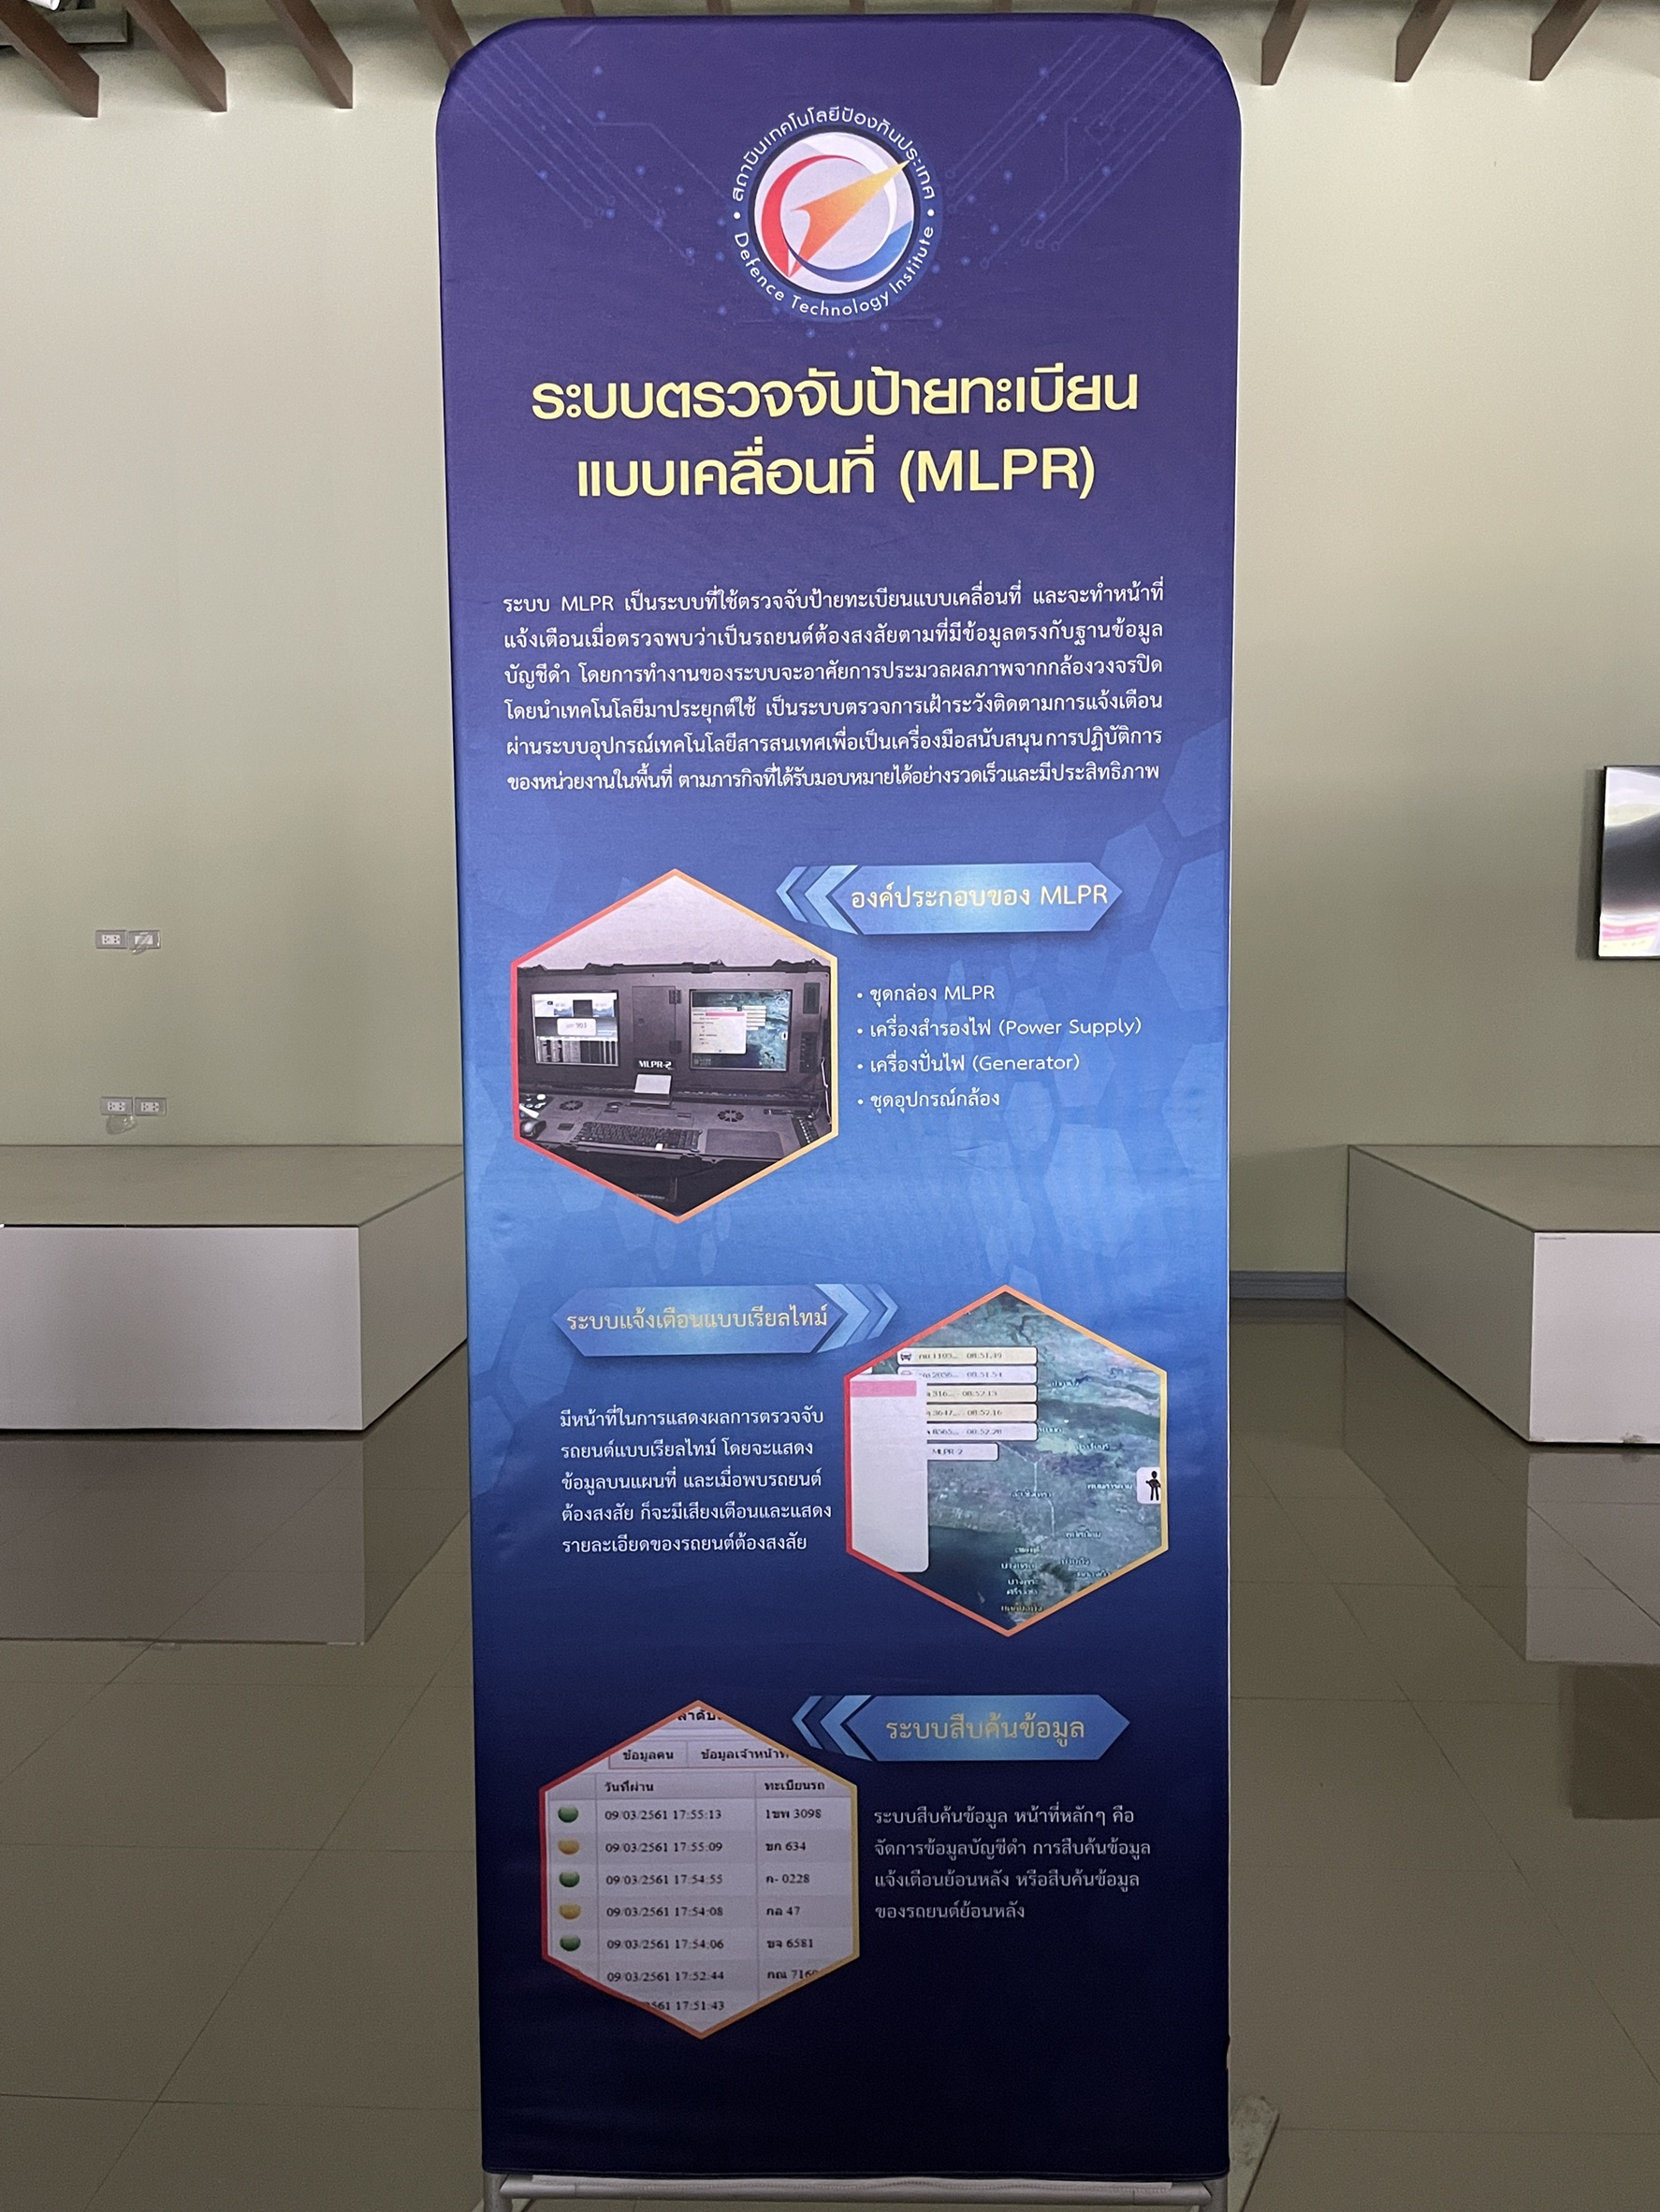 สถาบันเทคโนโลยีป้องกันประเทศ
Defence Technology Institute
ระบบตรวจจับป้ายทะเบียน
แบบเคลื่อนที่ (MLPR)
ระบบ MLPR เป็นระบบที่ใช้ตรวจจับป้ายทะเบียนแบบเคลื่อนที่ และจะทำหน้าที่
แจ้งเตือนเมื่อตรวจพบว่าเป็นรถยนต์ต้องสงสัยตามที่มีข้อมูลตรงกับฐานข้อมูล
บัญชีดำ โดยการทำงานของระบบจะอาศัยการประมวลผลภาพจากกล้องวงจรปิด
โดยนำเทคโนโลยีมาประยุกต์ใช้ เป็นระบบตรวจการเฝ้าระวังติดตามการแจ้งเตือน
ผ่านระบบอุปกรณ์เทคโนโลยีสารสนเทศเพื่อเป็นเครื่องมือสนับสนุนการปฏิบัติการ
ของหน่วยงานในพื้นที่ ตามภารกิจที่ได้รับมอบหมายได้อย่างรวดเร็วและมีประสิทธิภาพ
องค์ประกอบของ MLPR
• ชุดกล่อง MLPR
• เครื่องสำรองไฟ (Power Supply)
• เครื่องปั่นไฟ (Generator)
• ชุดอุปกรณ์กล้อง
MLPR-2
ระบบแจ้งเตือนแบบเรียลไทม์
มีหน้าที่ในการแสดงผลการตรวจจับ
รถยนต์แบบเรียลไทม์ โดยจะแสดง
ข้อมูลบนแผนที่ และเมื่อพบรถยนต์
ต้องสงสัย ก็จะมีเสียงเตือนและแสดง
รายละเอียดของรถยนต์ต้องสงสัย
08:51:54
08:52:13
08:52:16
08:52:28
MLPR-2
ระบบสืบค้นข้อมูล
ระบบสืบค้นข้อมูล หน้าที่หลักๆ คือ
จัดการข้อมูลบัญชีดำ การสืบค้นข้อมูล
แจ้งเตือนย้อนหลัง หรือสืบค้นข้อมูล
ของรถยนต์ย้อนหลัง
ข้อมูลคน ข้อมูลเจ้าหน้า
วันที่ผ่าน ทะเบียนรถ
09/03/2561 17:55:13 1ขพ 3098
09/03/2561 17:55:09 ขก 634
09/03/2561 17:54:55 ก- 0228
09/03/2561 17:54:08 กล 47
09/03/2561 17:54:06 ขจ 6581
09/03/2561 17:52:44 กณ 716
561 17:51:43